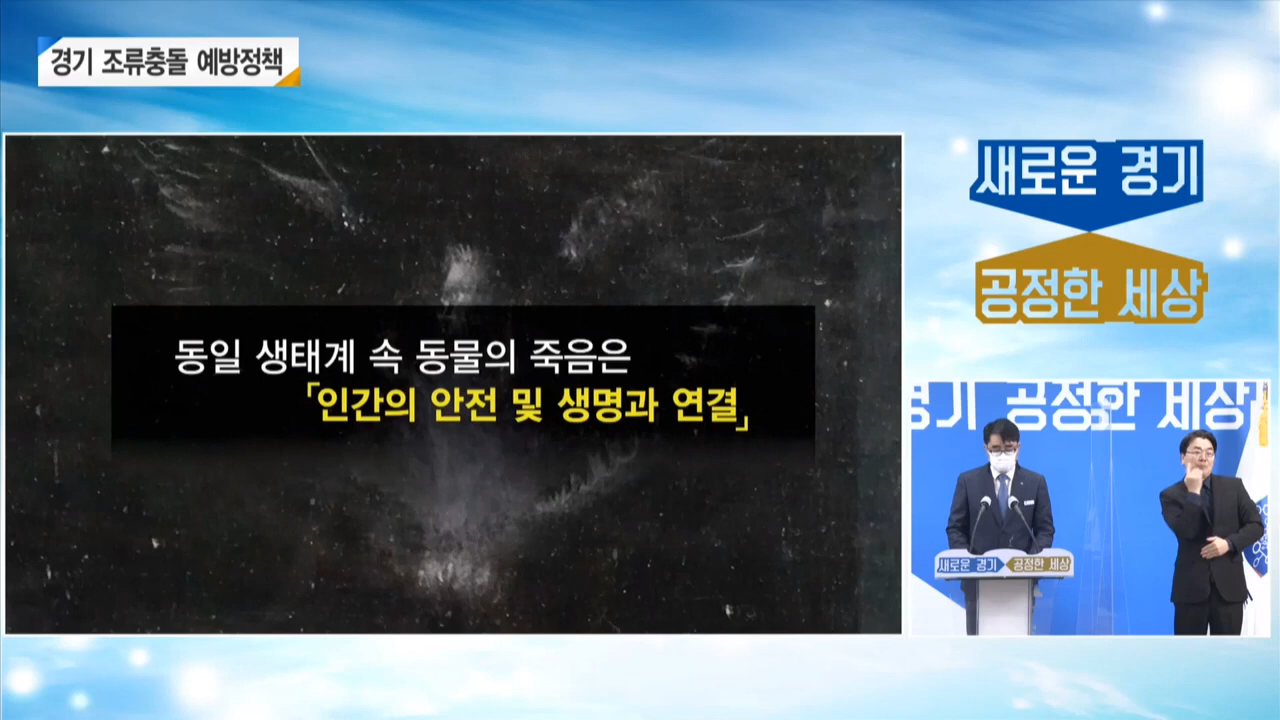 경기 조류충돌 예방정책
동일 생태계 속 동물의 죽음은
「인간의 안전 및 생명과 연결」
새로운 경기
공정한 세상
경기 공정한 세상
새로운 경기 공정한 세상